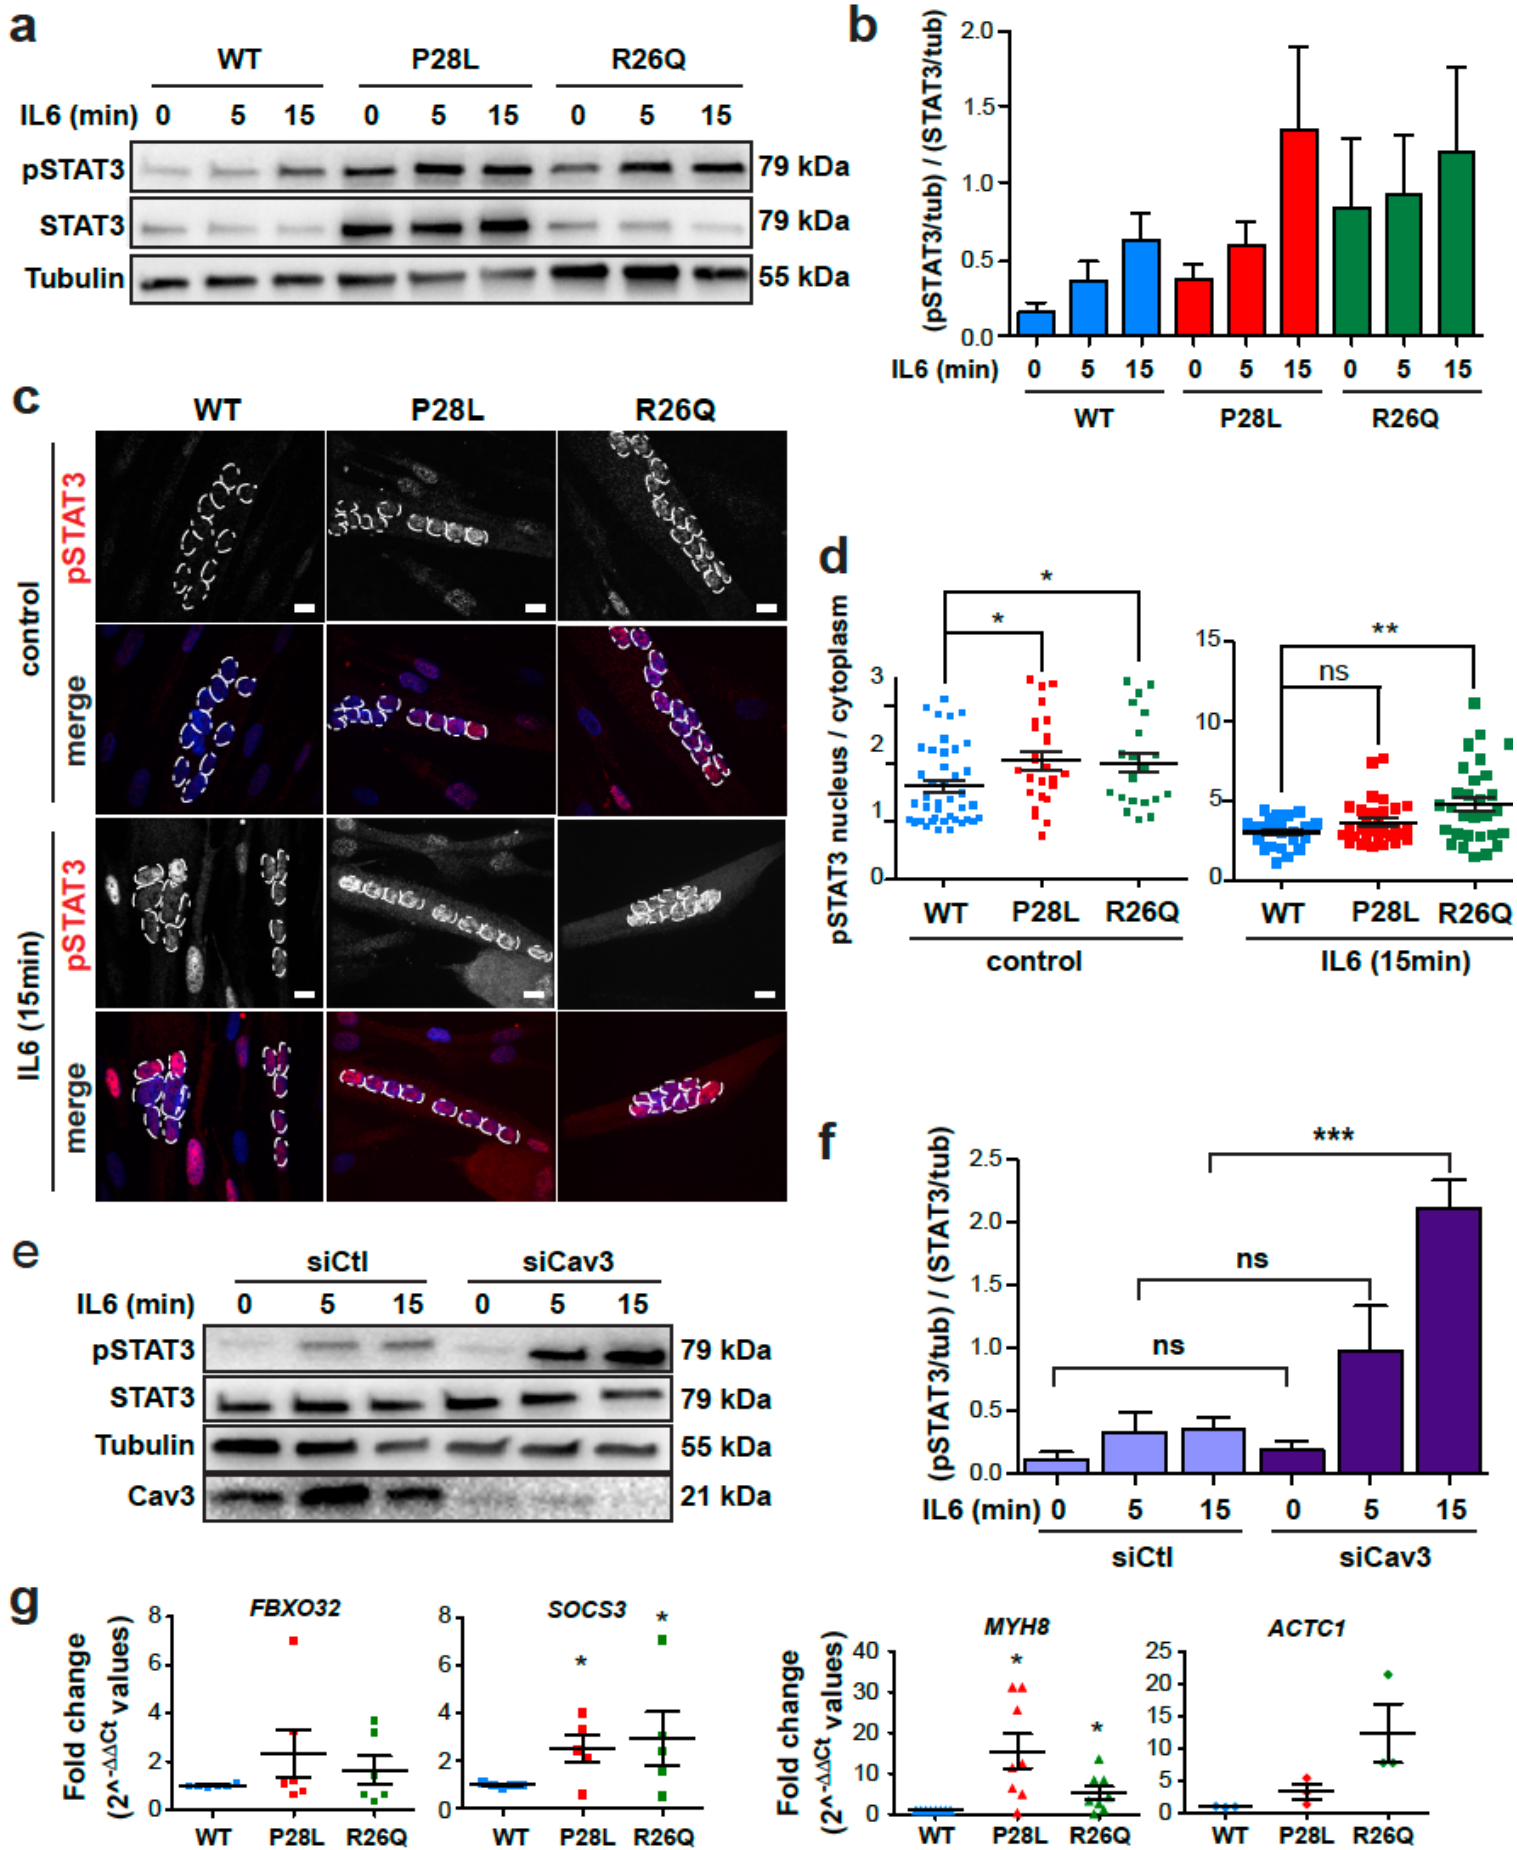 a
WT P28L R26Q
IL6 (min) 0 5 15 0 5 15 0 5 15
pSTAT3 79 kDa
STAT3 79 kDa
Tubulin 55 kDa
b
(pSTAT3/tub) / (STAT3/tub)
2.0
1.5
1.0
0.5
0.0
IL6 (min) 0 5 15 0 5 15 0 5 15
WT P28L R26Q
c
WT P28L R26Q
control
pSTAT3
merge
IL6 (15min)
pSTAT3
merge
d
pSTAT3 nucleus / cytoplasm
* *
3
2
1
0
WT P28L R26Q
control
** ns
15
10
5
0
WT P28L R26Q
IL6 (15min)
e
siCtl siCav3
IL6 (min) 0 5 15 0 5 15
pSTAT3 79 kDa
STAT3 79 kDa
Tubulin 55 kDa
Cav3 21 kDa
f
(pSTAT3/tub) / (STAT3/tub)
***
ns
ns
2.5
2.0
1.5
1.0
0.5
0.0
IL6 (min) 0 5 15 0 5 15
siCtl siCav3
g
Fold change
(2^-ΔΔCt values)
FBXO32
8
6
4
2
0
WT P28L R26Q
SOCS3
* *
8
6
4
2
0
WT P28L R26Q
Fold change
(2^-ΔΔCt values)
MYH8
* *
40
30
20
10
0
WT P28L R26Q
ACTC1
25
20
15
10
5
0
WT P28L R26Q